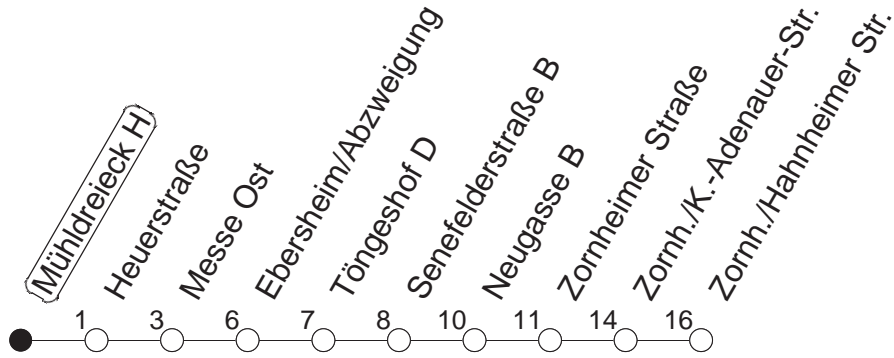 Mühldreieck H
Heuerstraße
Messe Ost
Ebersheim/Abzweigung
Töngeshof D
Senefelderstraße B
Neugasse B
Zornheimer Straße
Zornh./K.-Adenauer-Str.
Zornh./Hahnheimer Str.
1 3 6 7 8 10 11 14 16